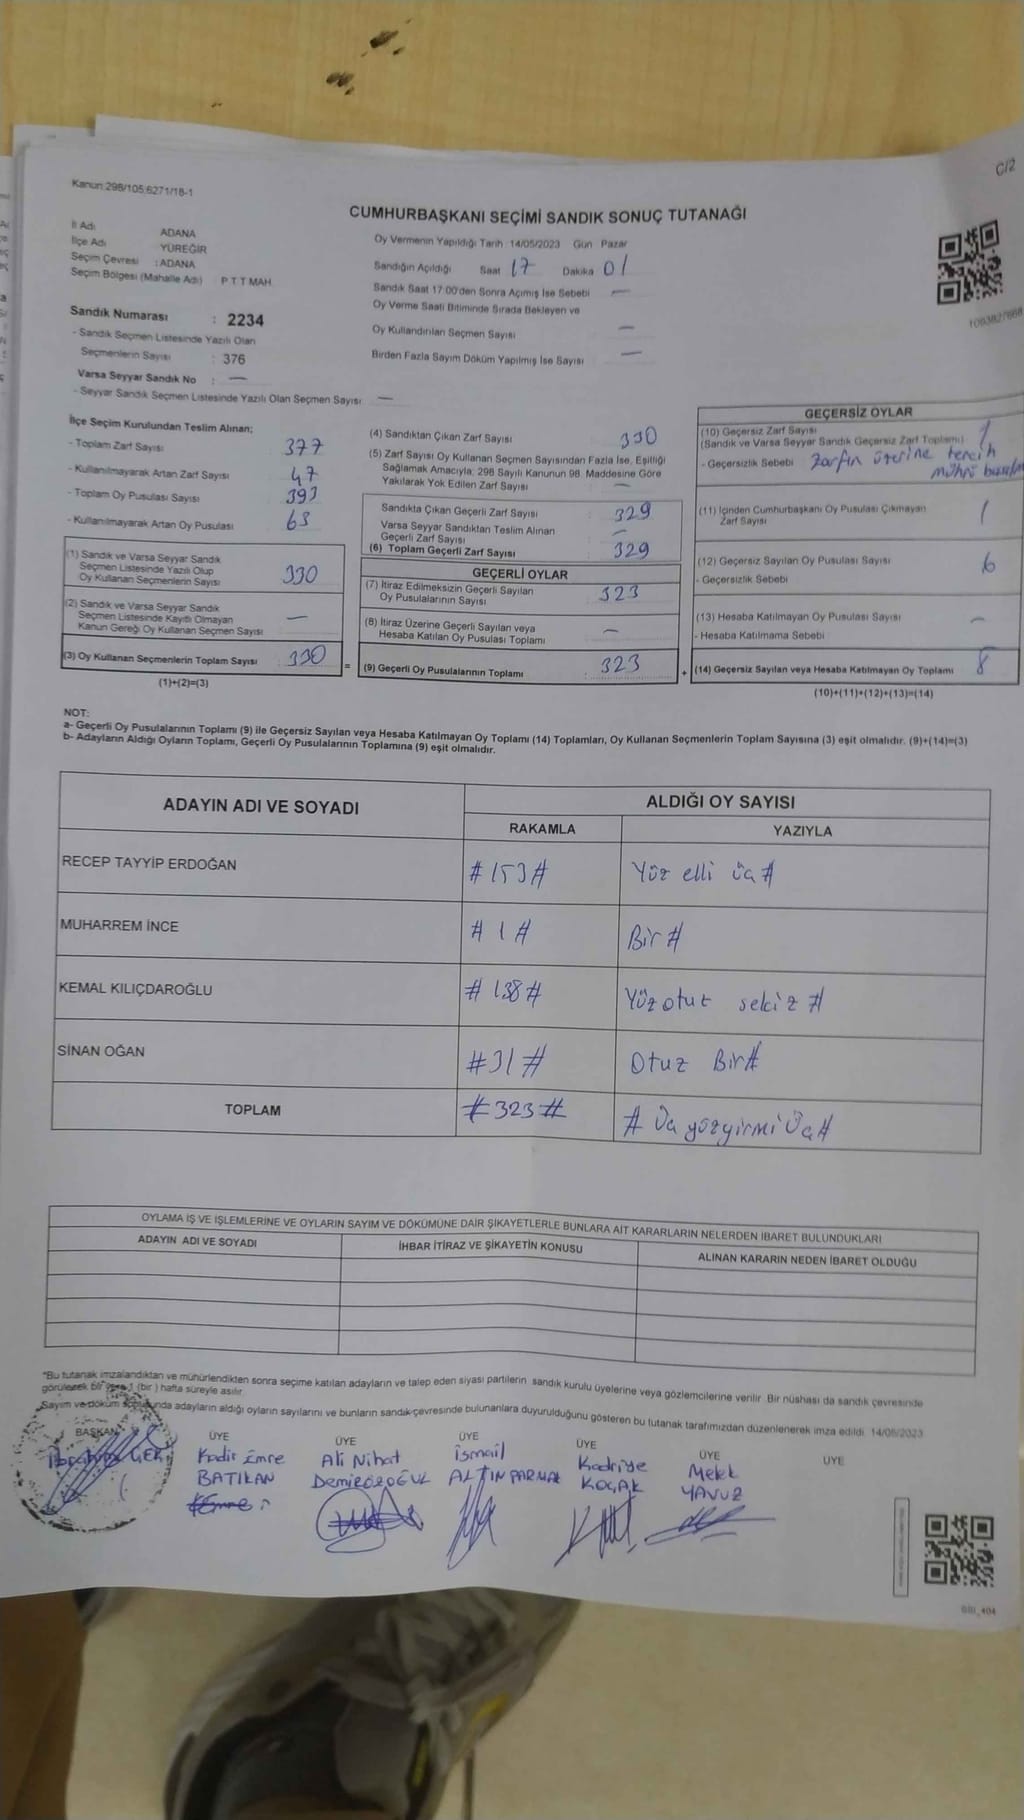 C/2
Kanun:298/105.6271/18-1
CUMHURBAŞKANI SEÇİMİ SANDIK SONUÇ TUTANAĞI
İl Adı ADANA
İlçe Adı YÜREĞİR
Seçim Çevresi : ADANA
Seçim Bölgesi (Mahalle Adı) P T T MAH
Oy Vermenin Yapıldığı Tarih 14/05/2023 Gün Pazar
Sandığın Açıldığı Saat 17 Dakika 01
Sandık Saat 17:00'den Sonra Açımış İse Sebebi —
Oy Verme Saati Bitiminde Sırada Bekleyen ve
Oy Kullandırılan Seçmen Sayısı —
Birden Fazla Sayım Döküm Yapılmış İse Sayısı —
Sandık Numarası : 2234
- Sandık Seçmen Listesinde Yazılı Olan
Seçmenlerin Sayısı : 376
Varsa Seyyar Sandık No : —
- Seyyar Sandık Seçmen Listesinde Yazılı Olan Seçmen Sayısı —
İlçe Seçim Kurulundan Teslim Alınan;
- Toplam Zarf Sayısı 377
- Kullanılmayarak Artan Zarf Sayısı 47
- Toplam Oy Pusulası Sayısı 393
- Kullanılmayarak Artan Oy Pusulası 63
(1) Sandık ve Varsa Seyyar Sandık
Seçmen Listesinde Yazılı Olup
Oy Kullanan Seçmenlerin Sayısı 330
(2) Sandık ve Varsa Seyyar Sandık
Seçmen Listesinde Kayıtlı Olmayan
Kanun Gereği Oy Kullanan Seçmen Sayısı —
(3) Oy Kullanan Seçmenlerin Toplam Sayısı 330
(1)+(2)=(3)
(4) Sandıktan Çıkan Zarf Sayısı 330
(5) Zarf Sayısı Oy Kullanan Seçmen Sayısından Fazla İse, Eşitliği
Sağlamak Amacıyla; 298 Sayılı Kanunun 98. Maddesine Göre
Yakılarak Yok Edilen Zarf Sayısı —
Sandıkta Çıkan Geçerli Zarf Sayısı : 329
Varsa Seyyar Sandıktan Teslim Alınan
Geçerli Zarf Sayısı —
(6) Toplam Geçerli Zarf Sayısı : 329
GEÇERLİ OYLAR
(7) İtiraz Edilmeksizin Geçerli Sayılan
Oy Pusulalarının Sayısı : 323
(8) İtiraz Üzerine Geçerli Sayılan veya
Hesaba Katılan Oy Pusulası Toplamı —
= (9) Geçerli Oy Pusulalarının Toplamı : 323
GEÇERSİZ OYLAR
(10) Geçersiz Zarf Sayısı 1
(Sandık ve Varsa Seyyar Sandık Geçersiz Zarf Toplamı)
- Geçersizlik Sebebi zarfın üzerine tercih
mührü
(11) İçinden Cumhurbaşkanı Oy Pusulası Çıkmayan
Zarf Sayısı 1
(12) Geçersiz Sayılan Oy Pusulası Sayısı 6
- Geçersizlik Sebebi
(13) Hesaba Katılmayan Oy Pusulası Sayısı —
- Hesaba Katılmama Sebebi
+ (14) Geçersiz Sayılan veya Hesaba Katılmayan Oy Toplamı 8
(10)+(11)+(12)+(13)=(14)
NOT:
a- Geçerli Oy Pusulalarının Toplamı (9) ile Geçersiz Sayılan veya Hesaba Katılmayan Oy Toplamı (14) Toplamları, Oy Kullanan Seçmenlerin Toplam Sayısına (3) eşit olmalıdır. (9)+(14)=(3)
b- Adayların Aldığı Oyların Toplamı, Geçerli Oy Pusulalarının Toplamına (9) eşit olmalıdır.
ADAYIN ADI VE SOYADI ALDIĞI OY SAYISI
RAKAMLA YAZIYLA
RECEP TAYYİP ERDOĞAN #153# Yüz elli üç#
MUHARREM İNCE #1# Bir#
KEMAL KILIÇDAROĞLU #138# Yüzotuz sekiz#
SİNAN OĞAN #31# Otuz Bir#
TOPLAM #323# #Üçyüzyirmi Üç#
OYLAMA İŞ VE İŞLEMLERİNE VE OYLARIN SAYIM VE DÖKÜMÜNE DAİR ŞİKAYETLERLE BUNLARA AİT KARARLARIN NELERDEN İBARET BULUNDUKLARI
ADAYIN ADI VE SOYADI İHBAR İTİRAZ VE ŞİKAYETİN KONUSU ALINAN KARARIN NEDEN İBARET OLDUĞU
*Bu tutanak imzalandıktan ve mühürlendikten sonra seçime katılan adayların ve talep eden siyasi partilerin sandık kurulu üyelerine veya gözlemcilerine verilir. Bir nüshası da sandık çevresinde
görülecek bir yere 1 (bir) hafta süreyle asılır.
Sayım ve döküm sonucunda adayların aldığı oyların sayılarını ve bunların sandık çevresinde bulunanlara duyurulduğunu gösteren bu tutanak tarafımızdan düzenlenerek imza edildi. 14/05/2023
BAŞKAN ÜYE ÜYE ÜYE ÜYE ÜYE ÜYE
İbrahim Kadir Emre Ali Nihat İsmail Kadriye Melek
BATIKAN ALTINPARMAK KOÇAK YAVUZ